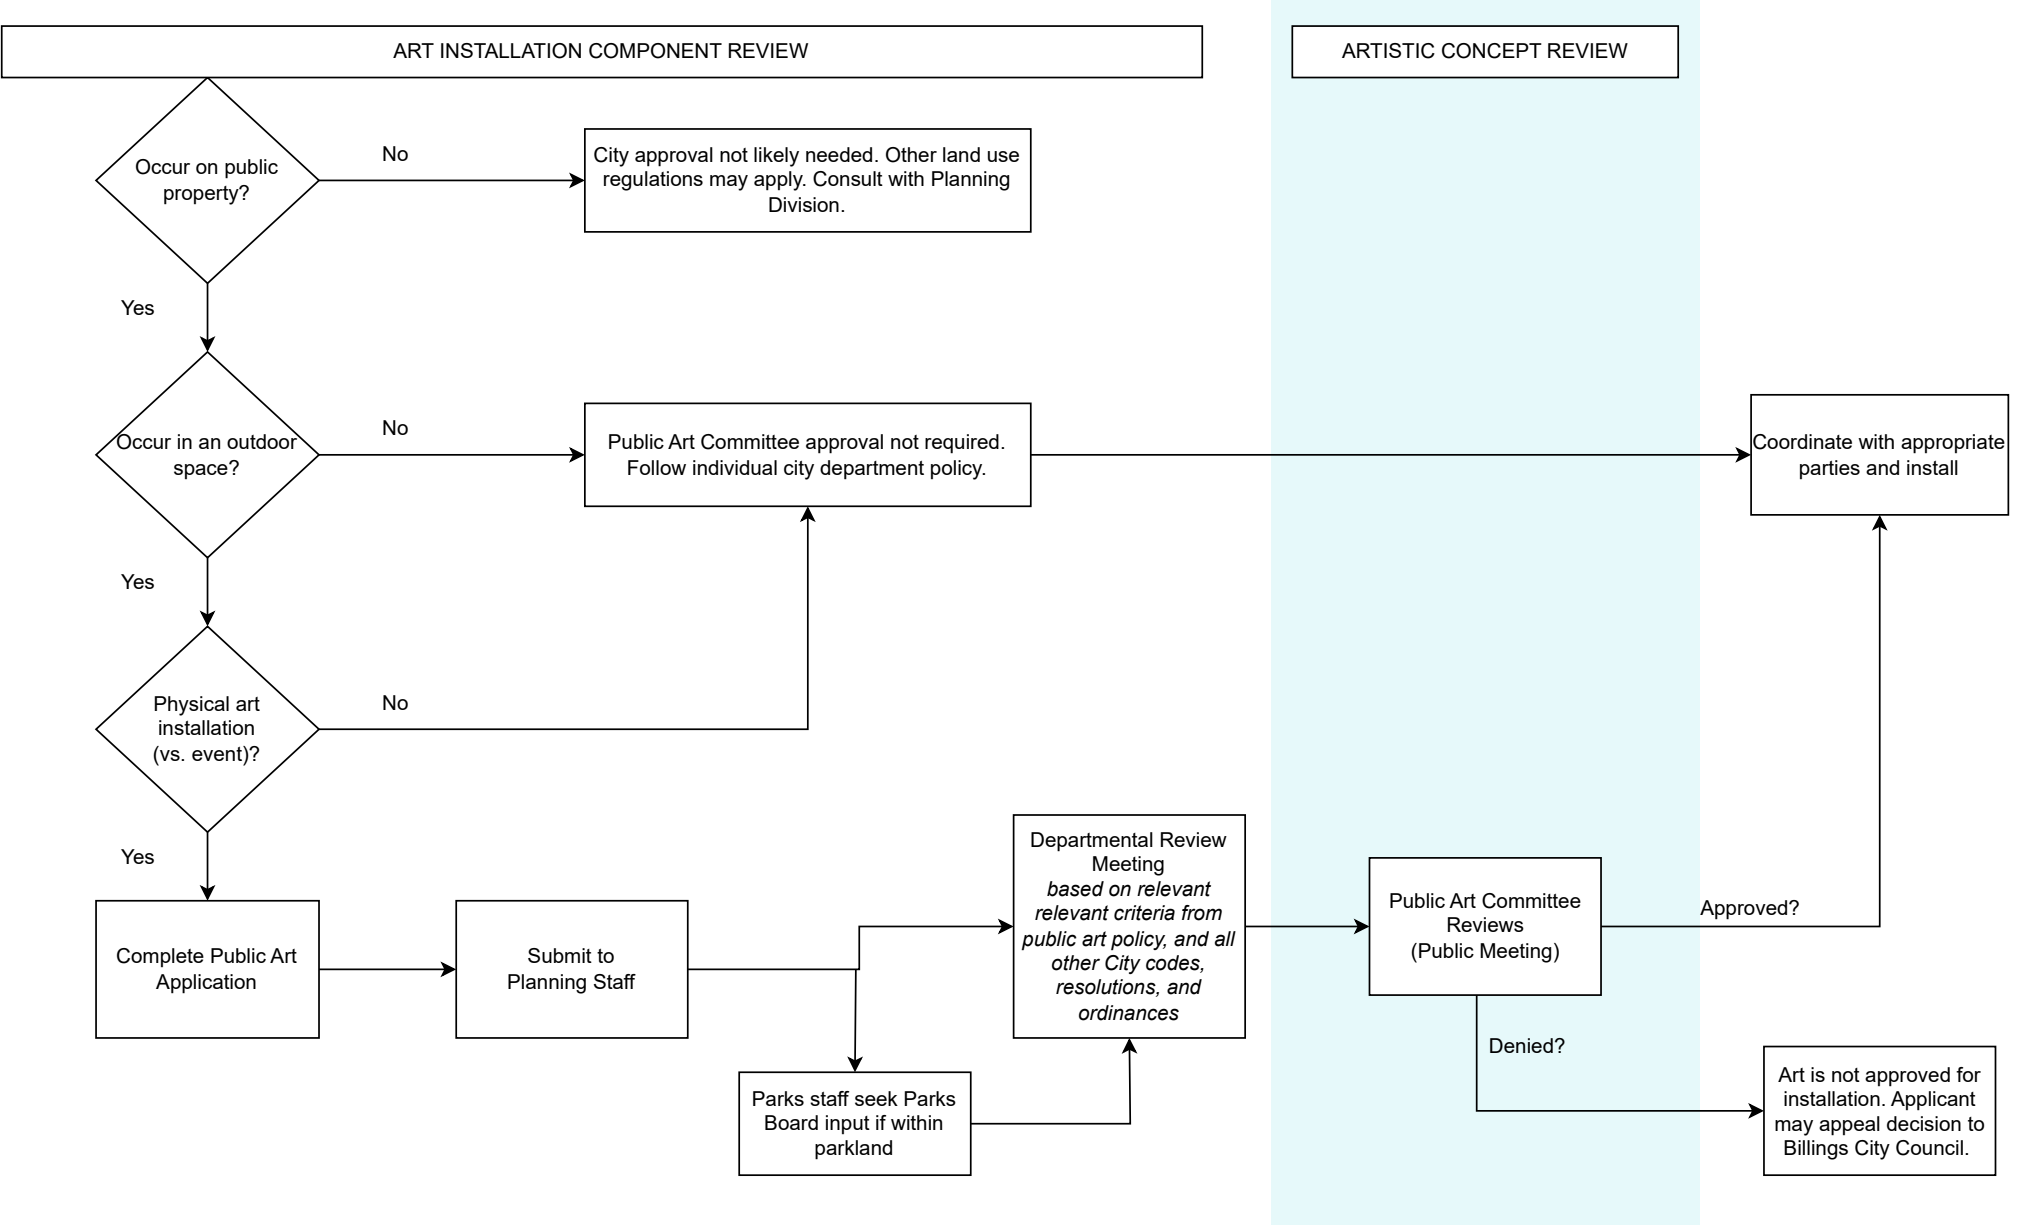 ART INSTALLATION COMPONENT REVIEW
ARTISTIC CONCEPT REVIEW
Occur on public
property?
No
City approval not likely needed. Other land use
regulations may apply. Consult with Planning
Division.
Yes
Occur in an outdoor
space?
No
Public Art Committee approval not required.
Follow individual city department policy.
Coordinate with appropriate
parties and install
Yes
Physical art
installation
(vs. event)?
No
Yes
Complete Public Art
Application
Submit to
Planning Staff
Parks staff seek Parks
Board input if within
parkland
Departmental Review
Meeting
based on relevant
relevant criteria from
public art policy, and all
other City codes,
resolutions, and
ordinances
Public Art Committee
Reviews
(Public Meeting)
Approved?
Denied?
Art is not approved for
installation. Applicant
may appeal decision to
Billings City Council.